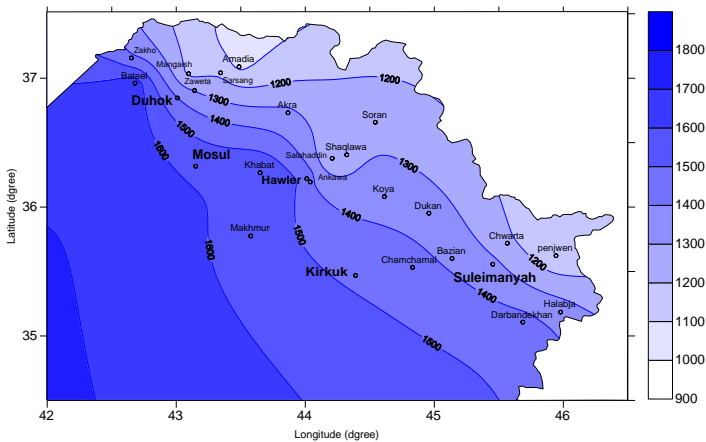 Zakho
Amadia
Mangaish
Sarsang
Bateel
Zaweta
Duhok
Akra
Soran
Mosul
Salahaddin
Shaqlawa
Khabat
Hawler
Ankawa
Koya
Dukan
Makhmur
Chwarta
penjwen
Kirkuk
Chamchamal
Bazian
Suleimanyah
Halabja
Darbandekhan
1200
1200
1300
1400
1500
1600
1300
1400
1500
1600
1200
1400
1500
37
36
35
Latitude (dgree)
42
43
44
45
46
Longitude (dgree)
1800
1700
1600
1500
1400
1300
1200
1100
1000
900